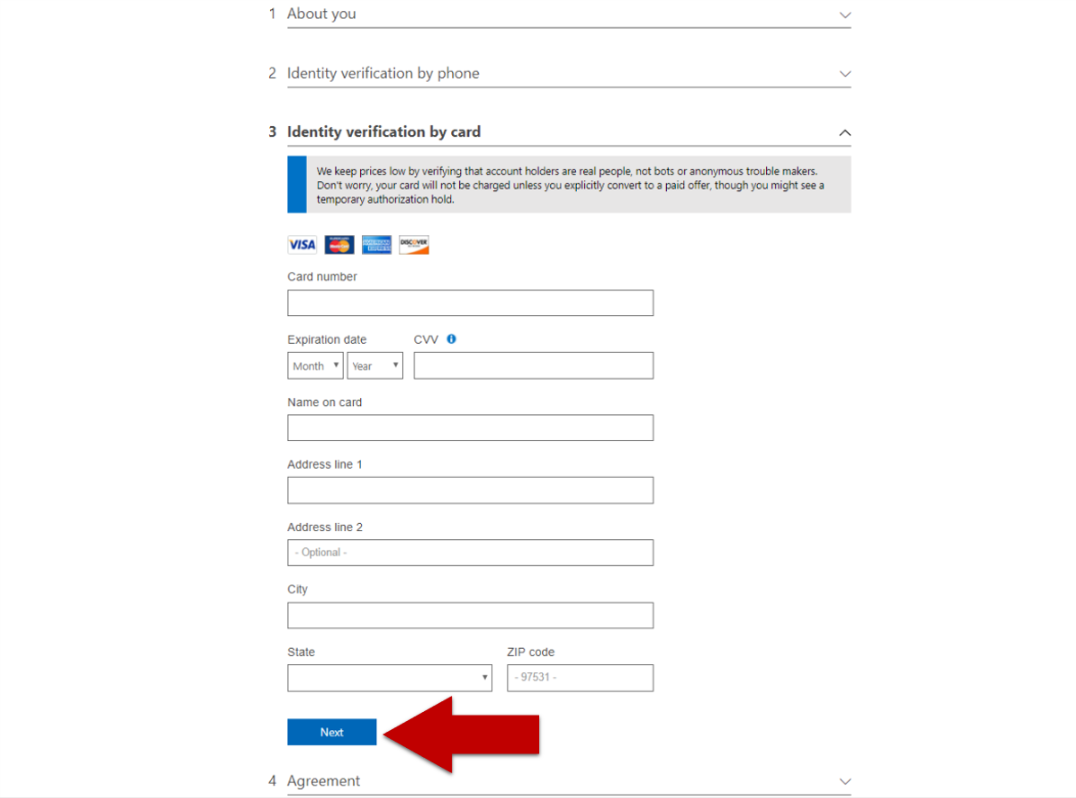 1 About you
2 Identity verification by phone
3 Identity verification by card
We keep prices low by verifying that account holders are real people, not bots or anonymous trouble makers.
Don't worry, your card will not be charged unless you explicitly convert to a paid offer, though you might see a
temporary authorization hold.
VISA MasterCard AMERICAN EXPRESS DISCOVER
Card number
Expiration date CVV
Month Year
Name on card
Address line 1
Address line 2
- Optional -
City
State ZIP code
- 97531 -
Next
4 Agreement